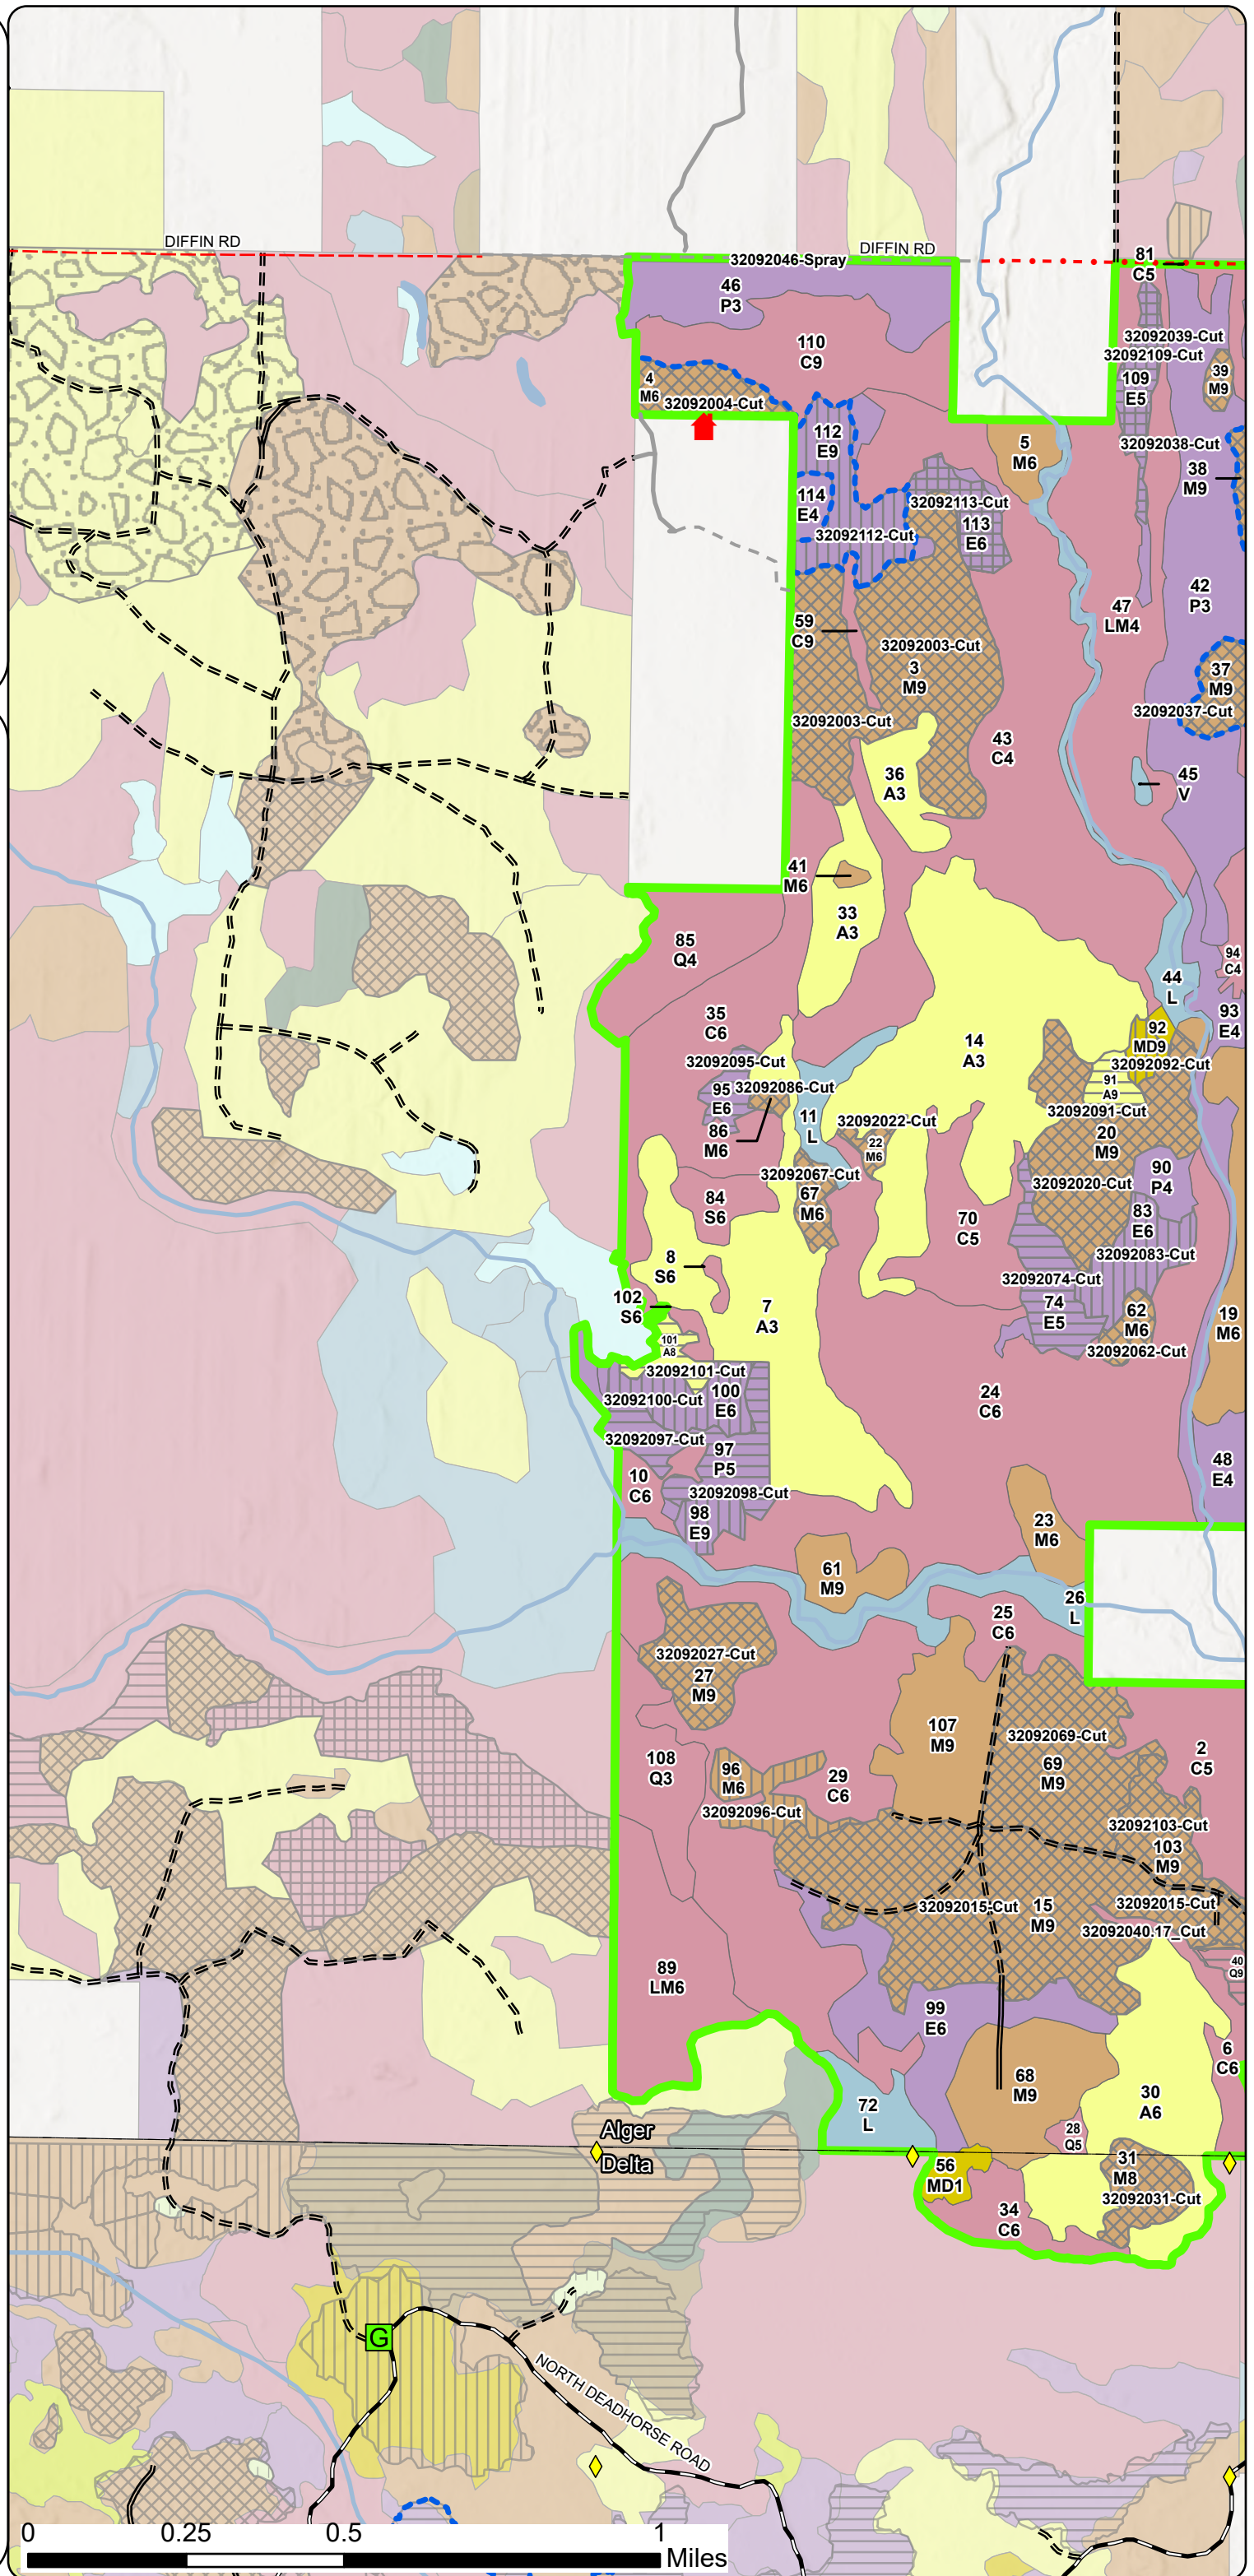 DIFFIN RD
DIFFIN RD
32092046-Spray
81
C5
46
P3
32092039-Cut
110
C9
32092109-Cut
39
M9
4
M6
109
E5
32092004-Cut
112
E9
5
M6
32092038-Cut
38
M9
114
E4
32092113-Cut
113
E6
32092112-Cut
42
P3
59
C9
47
LM4
32092003-Cut
3
M9
37
M9
32092037-Cut
32092003-Cut
43
C4
36
A3
45
V
41
M6
33
A3
85
Q4
94
C4
44
L
35
C6
93
E4
14
A3
92
MD9
32092095-Cut
32092092-Cut
32092086-Cut
91
A9
95
E6
32092091-Cut
11
L
32092022-Cut
86
M6
22
M6
20
M9
32092067-Cut
90
P4
32092020-Cut
67
M6
84
S6
83
E6
70
C5
8
S6
32092083-Cut
32092074-Cut
102
S6
74
E5
62
M6
7
A3
19
M6
101
A8
32092062-Cut
32092101-Cut
100
E6
32092100-Cut
24
C6
32092097-Cut
97
P5
10
C6
48
E4
32092098-Cut
98
E9
23
M6
61
M9
26
L
25
C6
32092027-Cut
27
M9
107
M9
32092069-Cut
69
M9
2
C5
108
Q3
96
M6
29
C6
32092096-Cut
32092103-Cut
103
M9
32092015-Cut
32092015-Cut
15
M9
32092040.17_Cut
40
Q9
89
LM6
99
E6
6
C6
68
M9
30
A6
72
L
28
Q5
Alger
Delta
56
MD1
31
M8
32092031-Cut
34
C6
G
NORTH DEADHORSE ROAD
0 0.25 0.5 1
Miles